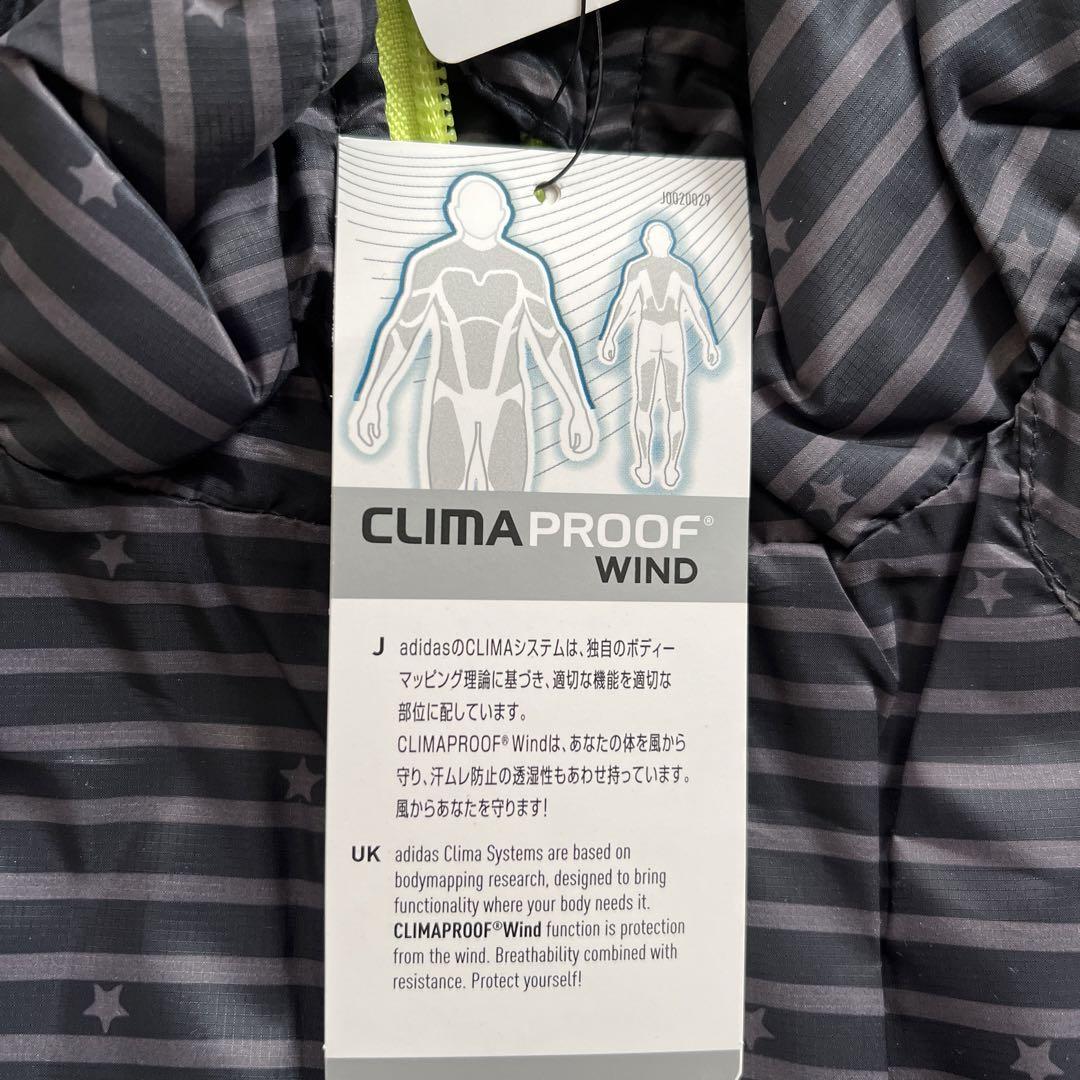 JQ020029
CLIMAPROOF®
WIND
J adidasのCLIMAシステムは、独自のボディー
マッピング理論に基づき、適切な機能を適切な
部位に配しています。
CLIMAPROOF® Windは、あなたの体を風から
守り、汗ムレ防止の透湿性もあわせ持っています。
風からあなたを守ります!
UK adidas Clima Systems are based on
bodymapping research, designed to bring
functionality where your body needs it.
CLIMAPROOF®Wind function is protection
from the wind. Breathability combined with
resistance. Protect yourself!